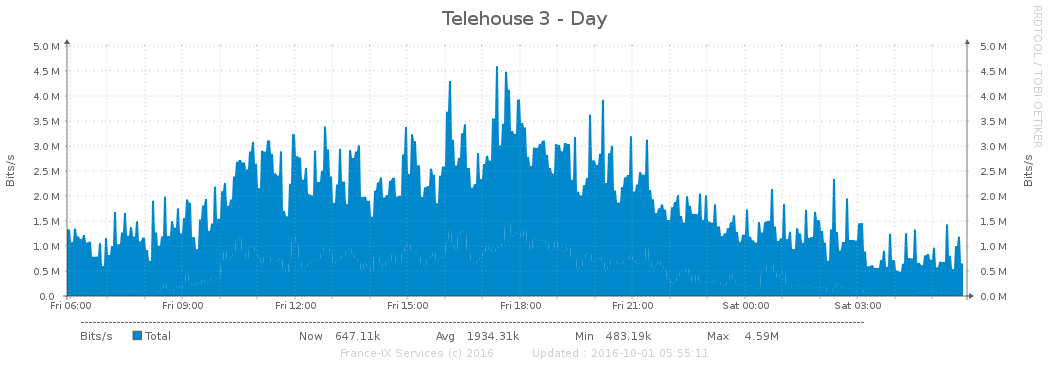 Telehouse 3 - Day
RRDTOOL / TOBI OETIKER
Bits/s
5.0 M
4.5 M
4.0 M
3.5 M
3.0 M
2.5 M
2.0 M
1.5 M
1.0 M
0.5 M
0.0
5.0 M
4.5 M
4.0 M
3.5 M
3.0 M
2.5 M
2.0 M
1.5 M
1.0 M
0.5 M
0.0 M
Bits/s
Fri 06:00 Fri 09:00 Fri 12:00 Fri 15:00 Fri 18:00 Fri 21:00 Sat 00:00 Sat 03:00
Bits/s Total Now 647.11k Avg 1934.31k Min 483.19k Max 4.59M
France-IX Services (c) 2016 Updated : 2016-10-01 05:55:11